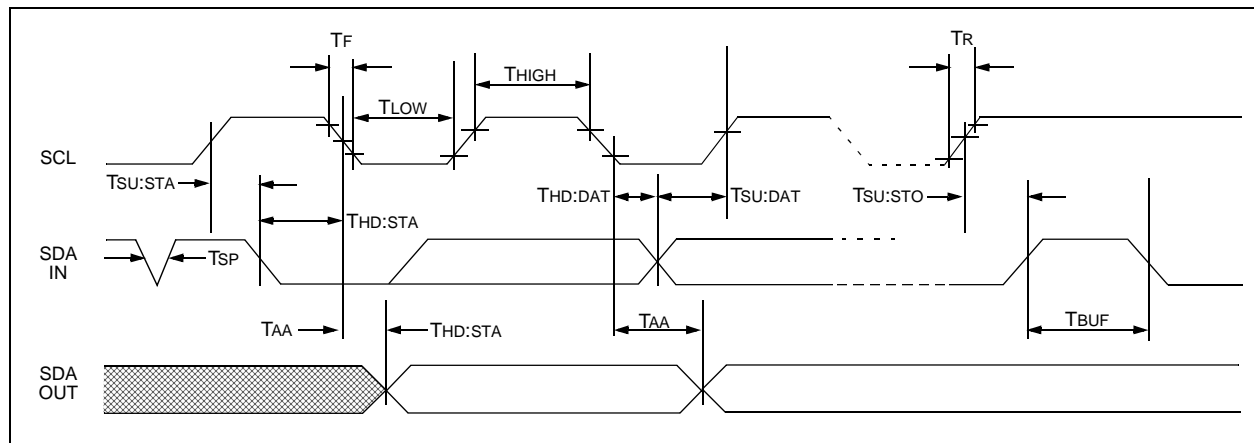 TF
TR
THIGH
TLOW
SCL
TSU:STA
THD:DAT
TSU:DAT
TSU:STO
THD:STA
SDA
IN
TSP
TAA
THD:STA
TAA
TBUF
SDA
OUT